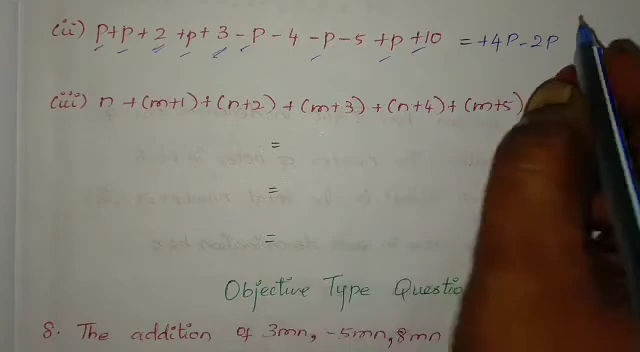 (ii) P+P+2+P+3-P-4-P-5+P+10 = +4P-2P
(iii) n+(m+1)+(n+2)+(m+3)+(n+4)+(m+5)
=
=
=
Objective Type
8. The addition of 3mn, -5mn, 8mn